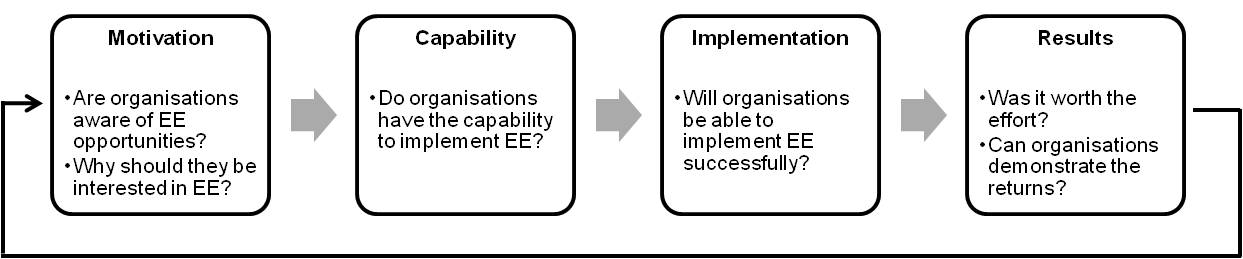 Motivation
•Are organisations
aware of EE
opportunities?
•Why should they be
interested in EE?
Capability
•Do organisations
have the capability
to implement EE?
Implementation
•Will organisations
be able to
implement EE
successfully?
Results
•Was it worth the
effort?
•Can organisations
demonstrate the
returns?